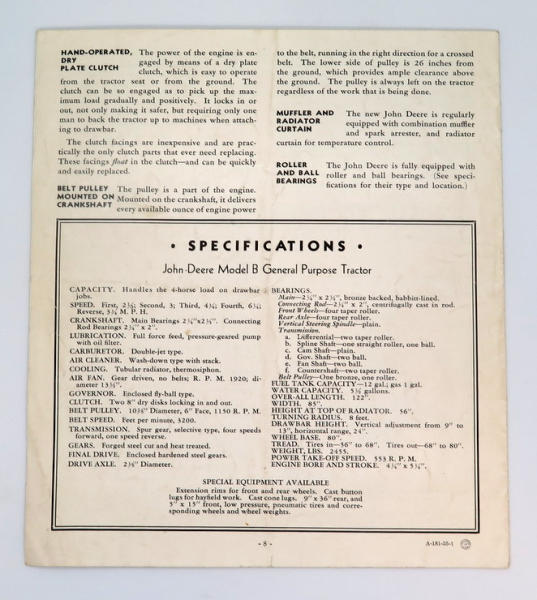 HAND-OPERATED, The power of the engine is en-
DRY gaged by means of a dry plate
PLATE CLUTCH clutch, which is easy to operate
from the tractor seat or from the ground. The
clutch can be so engaged as to pick up the max-
imum load gradually and positively. It locks in or
out, not only making it safer, but requiring only one
man to back the tractor up to machines when attach-
ing to drawbar.
The clutch facings are inexpensive and are prac-
tically the only clutch parts that ever need replacing.
These facings float in the clutch—and can be quickly
and easily replaced.
BELT PULLEY The pulley is a part of the engine.
MOUNTED ON Mounted on the crankshaft, it delivers
CRANKSHAFT every available ounce of engine power
to the belt, running in the right direction for a crossed
belt. The lower side of pulley is 26 inches from
the ground, which provides ample clearance above
the ground. The pulley is always left on the tractor
regardless of the work that is being done.
MUFFLER AND The new John Deere is regularly
RADIATOR equipped with combination muffler
CURTAIN and spark arrester, and radiator
curtain for temperature control.
ROLLER The John Deere is fully equipped with
AND BALL roller and ball bearings. (See speci-
BEARINGS fications for their type and location.)
• SPECIFICATIONS •
John Deere Model B General Purpose Tractor
CAPACITY. Handles the 4-horse load on drawbar
jobs.
SPEED. First, 2⅓; Second, 3; Third, 4¾; Fourth, 6¼;
Reverse, 3¾ M. P. H.
CRANKSHAFT. Main Bearings 2¼"x2⅞". Connecting
Rod Bearings 2¼" x 2".
LUBRICATION. Full force feed, pressure-geared pump
with oil filter.
CARBURETOR. Double-jet type.
AIR CLEANER. Wash-down type with stack.
COOLING. Tubular radiator, thermosiphon.
AIR FAN. Gear driven, no belts; R. P. M. 1920; di-
ameter 13½".
GOVERNOR. Enclosed fly-ball type.
CLUTCH. Two 8" dry disks locking in and out.
BELT PULLEY. 10⅝" Diameter, 6" Face, 1150 R. P. M.
BELT SPEED. Feet per minute, 3200.
TRANSMISSION. Spur gear, selective type, four speeds
forward, one speed reverse.
GEARS. Forged steel cut and heat treated.
FINAL DRIVE. Enclosed hardened steel gears.
DRIVE AXLE. 2⅜" Diameter.
BEARINGS.
Main—2¼" x 2⅞", bronze backed, babbitt-lined.
Connecting Rod—2¼" x 2", centrifugally cast in rod.
Front Wheels—four taper roller.
Rear Axle—four taper roller.
Vertical Steering Spindle—plain.
Transmission.
a. Differential—two taper roller.
b. Spline Shaft—one straight roller, one ball.
c. Cam Shaft—plain.
d. Gov. Shaft—two ball.
e. Fan Shaft—two ball.
f. Countershaft—two taper roller.
Belt Pulley—One bronze, one roller.
FUEL TANK CAPACITY—12 gal.; gas 1 gal.
WATER CAPACITY. 5½ gallons.
OVER-ALL LENGTH. 122".
WIDTH. 85".
HEIGHT AT TOP OF RADIATOR. 56".
TURNING RADIUS. 8 feet.
DRAWBAR HEIGHT. Vertical adjustment from 9" to
13", horizontal range, 24".
WHEEL BASE. 80".
TREAD. Tires in—56" to 68". Tires out—68" to 80".
WEIGHT, LBS. 2455.
POWER TAKE-OFF SPEED. 553 R. P. M.
ENGINE BORE AND STROKE. 4¼" x 5¼".
SPECIAL EQUIPMENT AVAILABLE
Extension rims for front and rear wheels. Cast button
lugs for hayfield work. Cast cone lugs. 9" x 36" rear, and
5" x 15" front, low pressure, pneumatic tires and corre-
sponding wheels and wheel weights.
- 8 -
A-181-35-1